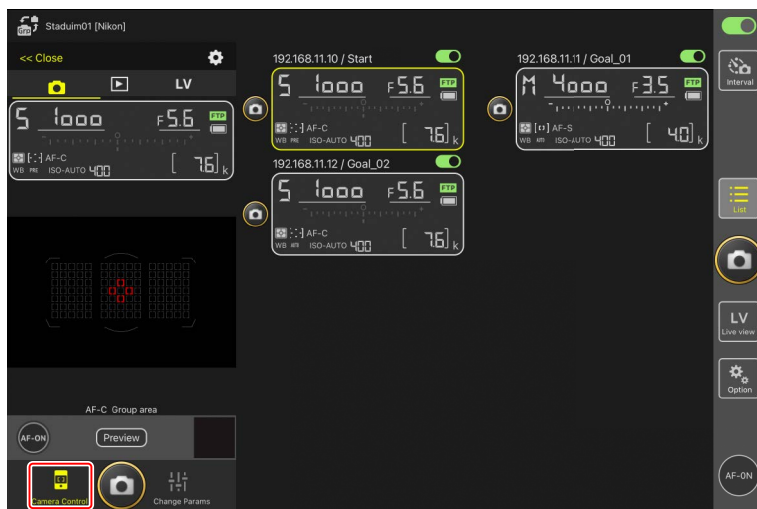 Grp Staduim01 [Nikon]
<< Close
LV
S 1000 F5.6 FTP
AF-C
WB PRE ISO-AUTO 400 [ 7.6] k
AF-C Group area
AF-ON Preview
Camera Control
Change Params
192.168.11.10 / Start
S 1000 F5.6 FTP
AF-C
WB PRE ISO-AUTO 400 [ 7.6] k
192.168.11.11 / Goal_01
M 4000 F3.5 FTP
AF-S
WB AUTO ISO-AUTO 400 [ 4.0] k
192.168.11.12 / Goal_02
S 1000 F5.6 FTP
AF-C
WB AUTO ISO-AUTO 400 [ 7.6] k
Interval
List
LV
Live view
Option
AF-ON